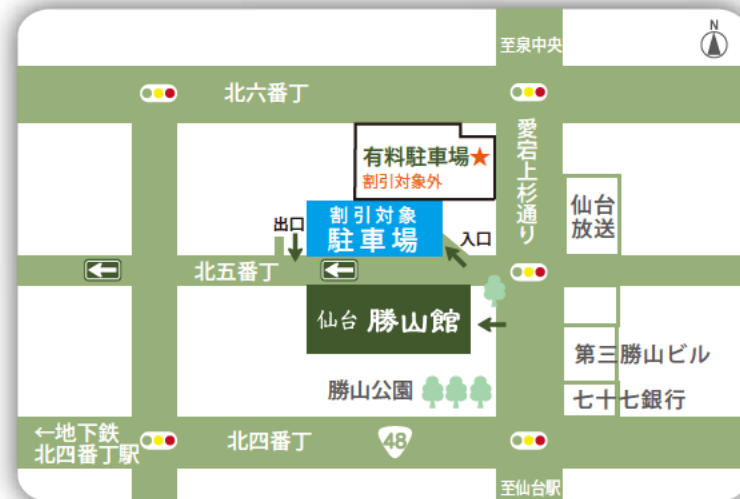 至泉中央
N
北六番丁
愛宕上杉通り
有料駐車場★
割引対象外
割引対象
駐車場
出口
入口
仙台
放送
北五番丁
仙台 勝山館
第三勝山ビル
勝山公園
七十七銀行
←地下鉄
北四番丁駅
北四番丁
48
至仙台駅